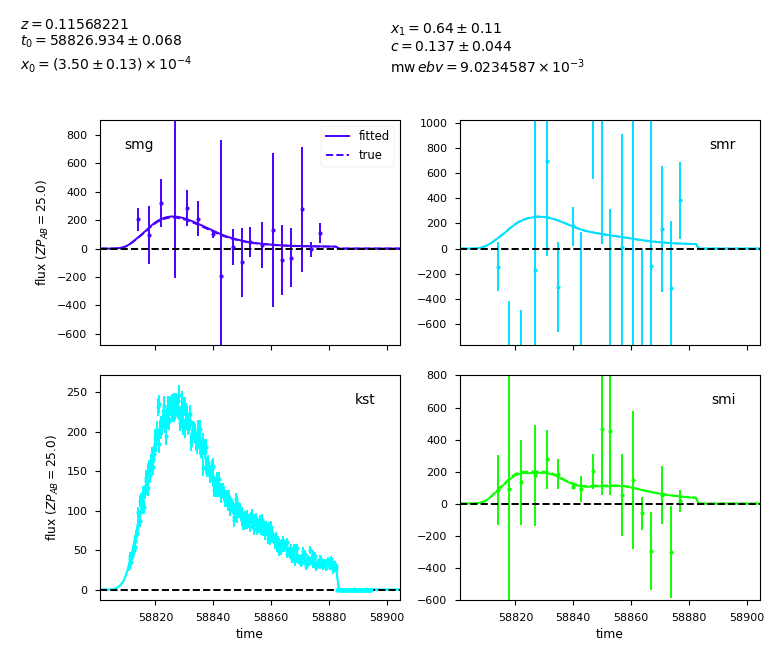 z = 0.11568221
t₀ = 58826.934 ± 0.068
x₀ = (3.50 ± 0.13) × 10⁻⁴
x₁ = 0.64 ± 0.11
c = 0.137 ± 0.044
mw ebv = 9.0234587 × 10⁻³
800
600
400
200
0
−200
−400
−600
flux (ZP_AB = 25.0)
smg
fitted
true
1000
800
600
400
200
0
−200
−400
−600
smr
250
200
150
100
50
0
flux (ZP_AB = 25.0)
kst
58820 58840 58860 58880 58900
time
800
600
400
200
0
−200
−400
−600
smi
58820 58840 58860 58880 58900
time